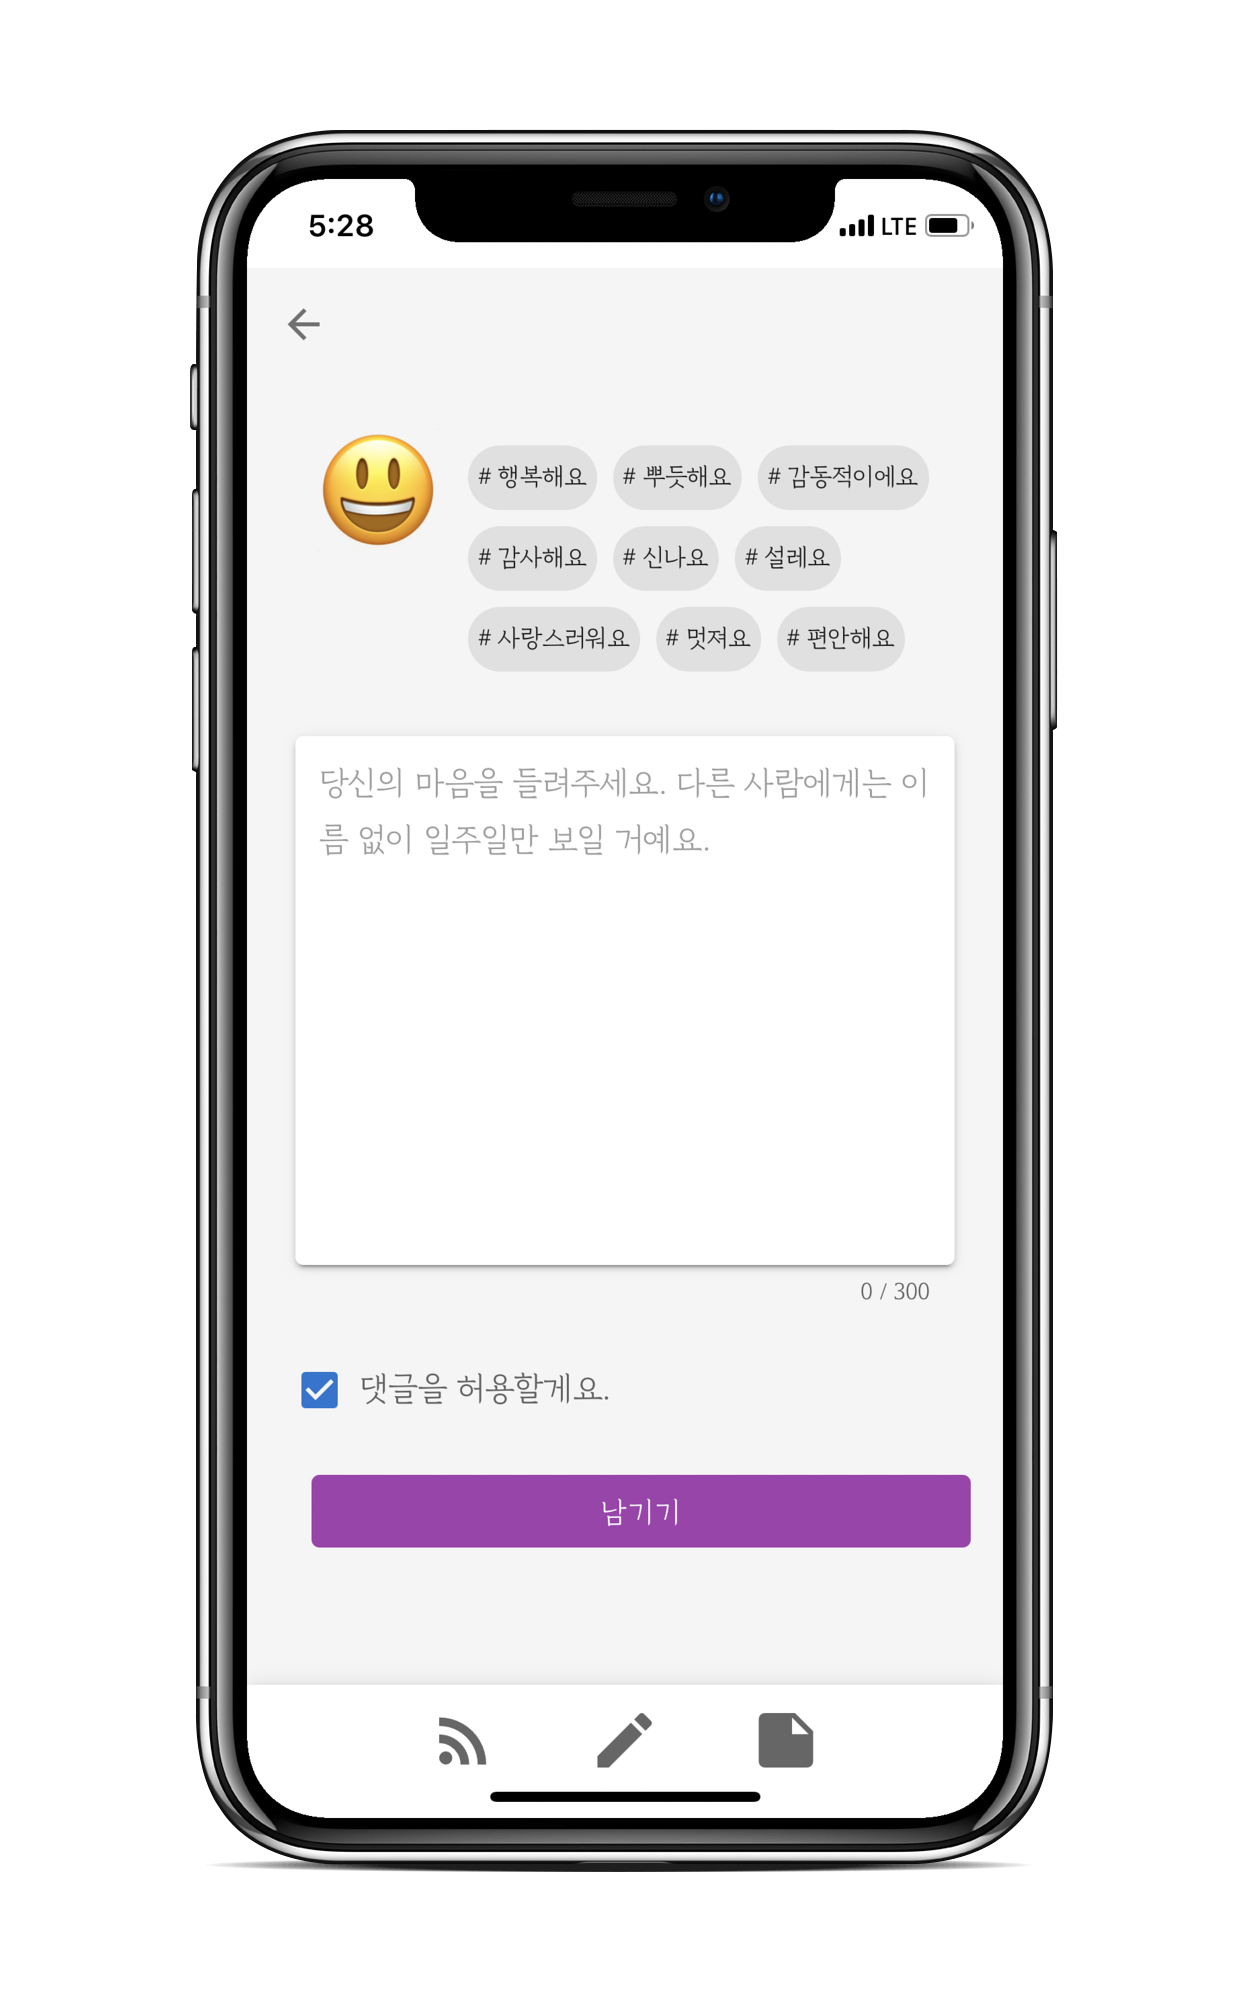 5:28 LTE
# 행복해요 # 뿌듯해요 # 감동적이에요
# 감사해요 # 신나요 # 설레요
# 사랑스러워요 # 멋져요 # 편안해요
당신의 마음을 들려주세요. 다른 사람에게는 이
름 없이 일주일만 보일 거예요.
0 / 300
댓글을 허용할게요.
남기기